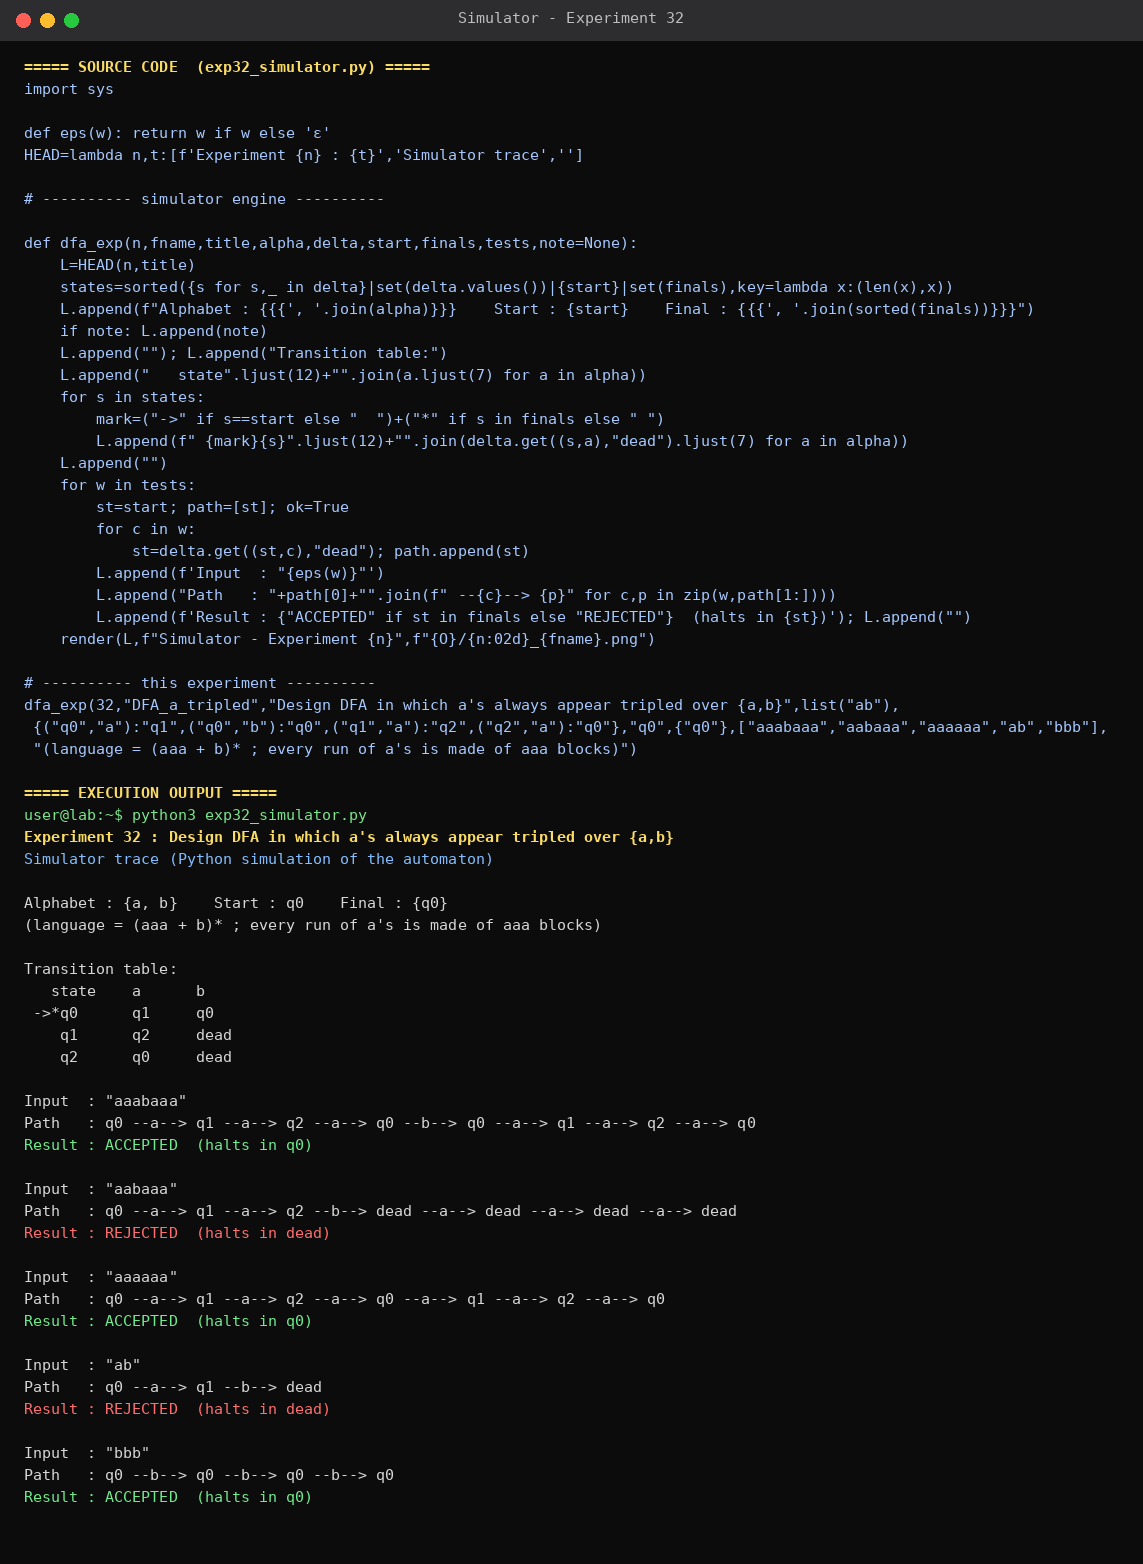 Simulator - Experiment 32
===== SOURCE CODE  (exp32_simulator.py) =====
import sys

def eps(w): return w if w else 'ε'
HEAD=lambda n,t:[f'Experiment {n} : {t}','Simulator trace','']

# ---------- simulator engine ----------

def dfa_exp(n,fname,title,alpha,delta,start,finals,tests,note=None):
    L=HEAD(n,title)
    states=sorted({s for s,_ in delta}|set(delta.values())|{start}|set(finals),key=lambda x:(len(x),x))
    L.append(f"Alphabet : {{{', '.join(alpha)}}}    Start : {start}    Final : {{{', '.join(sorted(finals))}}}")
    if note: L.append(note)
    L.append(""); L.append("Transition table:")
    L.append("   state".ljust(12)+"".join(a.ljust(7) for a in alpha))
    for s in states:
        mark=("->" if s==start else "  ")+("*" if s in finals else " ")
        L.append(f" {mark}{s}".ljust(12)+"".join(delta.get((s,a),"dead").ljust(7) for a in alpha))
    L.append("")
    for w in tests:
        st=start; path=[st]; ok=True
        for c in w:
            st=delta.get((st,c),"dead"); path.append(st)
        L.append(f'Input  : "{eps(w)}"')
        L.append("Path   : "+path[0]+"".join(f" --{c}--> {p}" for c,p in zip(w,path[1:])))
        L.append(f'Result : {"ACCEPTED" if st in finals else "REJECTED"}  (halts in {st})'); L.append("")
    render(L,f"Simulator - Experiment {n}",f"{O}/{n:02d}_{fname}.png")

# ---------- this experiment ----------
dfa_exp(32,"DFA_a_tripled","Design DFA in which a's always appear tripled over {a,b}",list("ab"),
 {("q0","a"):"q1",("q0","b"):"q0",("q1","a"):"q2",("q2","a"):"q0"},"q0",{"q0"},["aaabaaa","aabaaa","aaaaaa","ab","bbb"],
 "(language = (aaa + b)* ; every run of a's is made of aaa blocks)")

===== EXECUTION OUTPUT =====
user@lab:~$ python3 exp32_simulator.py
Experiment 32 : Design DFA in which a's always appear tripled over {a,b}
Simulator trace (Python simulation of the automaton)

Alphabet : {a, b}    Start : q0    Final : {q0}
(language = (aaa + b)* ; every run of a's is made of aaa blocks)

Transition table:
   state    a      b
 ->*q0      q1     q0
    q1      q2     dead
    q2      q0     dead

Input  : "aaabaaa"
Path   : q0 --a--> q1 --a--> q2 --a--> q0 --b--> q0 --a--> q1 --a--> q2 --a--> q0
Result : ACCEPTED  (halts in q0)

Input  : "aabaaa"
Path   : q0 --a--> q1 --a--> q2 --b--> dead --a--> dead --a--> dead --a--> dead
Result : REJECTED  (halts in dead)

Input  : "aaaaaa"
Path   : q0 --a--> q1 --a--> q2 --a--> q0 --a--> q1 --a--> q2 --a--> q0
Result : ACCEPTED  (halts in q0)

Input  : "ab"
Path   : q0 --a--> q1 --b--> dead
Result : REJECTED  (halts in dead)

Input  : "bbb"
Path   : q0 --b--> q0 --b--> q0 --b--> q0
Result : ACCEPTED  (halts in q0)